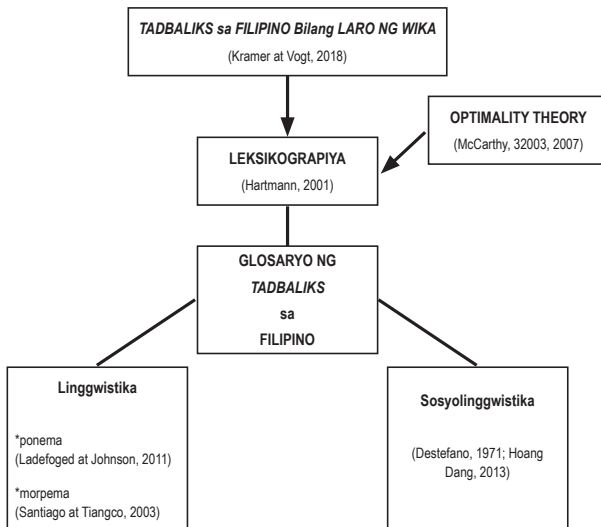 TADBALIKS sa FILIPINO Bilang LARO NG WIKA
(Kramer at Vogt, 2018)
OPTIMALITY THEORY
(McCarthy, 32003, 2007)
LEKSIKOGRAPIYA
(Hartmann, 2001)
GLOSARYO NG
TADBALIKS
sa
FILIPINO
Linggwistika
*ponema
(Ladefoged at Johnson, 2011)
*morpema
(Santiago at Tiangco, 2003)
Sosyolinggwistika
(Destefano, 1971; Hoang
Dang, 2013)